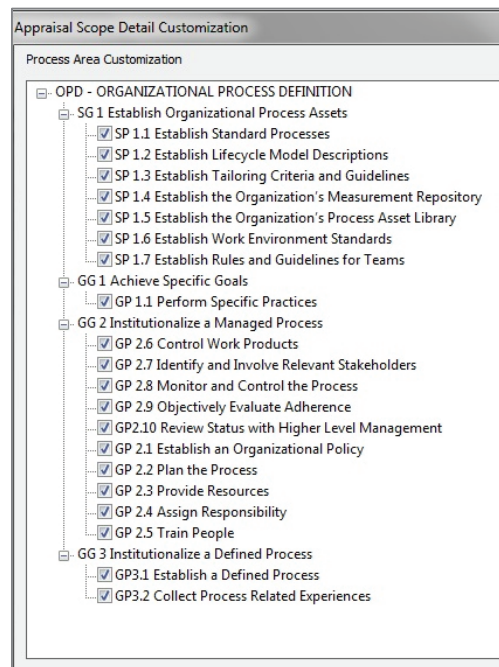 Appraisal Scope Detail Customization
Process Area Customization
OPD - ORGANIZATIONAL PROCESS DEFINITION
SG 1 Establish Organizational Process Assets
SP 1.1 Establish Standard Processes
SP 1.2 Establish Lifecycle Model Descriptions
SP 1.3 Establish Tailoring Criteria and Guidelines
SP 1.4 Establish the Organization's Measurement Repository
SP 1.5 Establish the Organization's Process Asset Library
SP 1.6 Establish Work Environment Standards
SP 1.7 Establish Rules and Guidelines for Teams
GG 1 Achieve Specific Goals
GP 1.1 Perform Specific Practices
GG 2 Institutionalize a Managed Process
GP 2.6 Control Work Products
GP 2.7 Identify and Involve Relevant Stakeholders
GP 2.8 Monitor and Control the Process
GP 2.9 Objectively Evaluate Adherence
GP2.10 Review Status with Higher Level Management
GP 2.1 Establish an Organizational Policy
GP 2.2 Plan the Process
GP 2.3 Provide Resources
GP 2.4 Assign Responsibility
GP 2.5 Train People
GG 3 Institutionalize a Defined Process
GP3.1 Establish a Defined Process
GP3.2 Collect Process Related Experiences